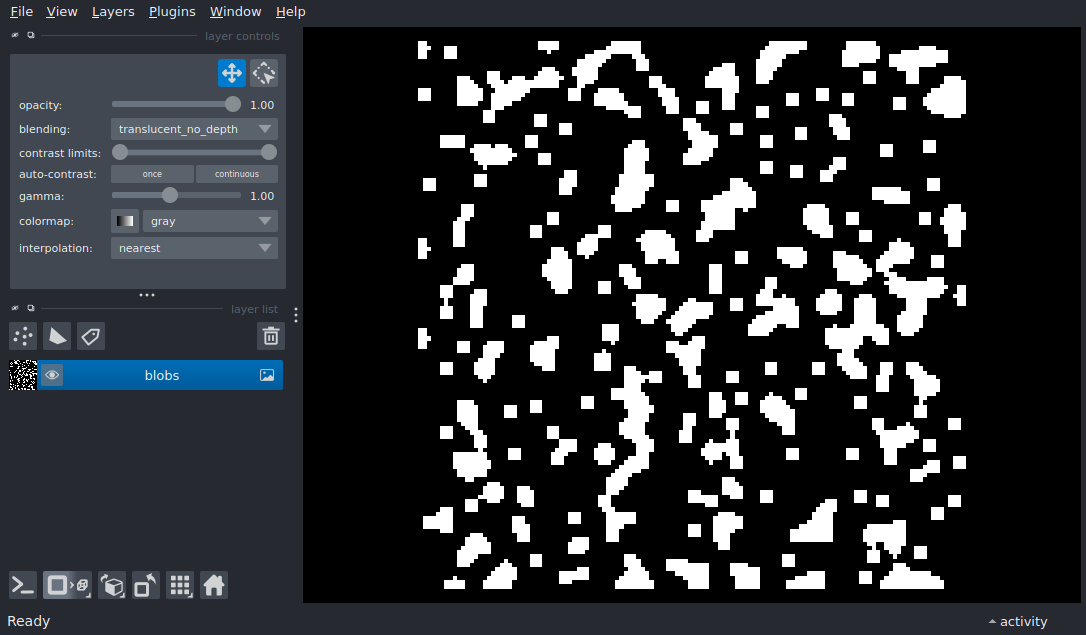 File View Layers Plugins Window Help
layer controls
opacity: 1.00
blending: translucent_no_depth
contrast limits:
auto-contrast: once continuous
gamma: 1.00
colormap: gray
interpolation: nearest
layer list
blobs
Ready activity